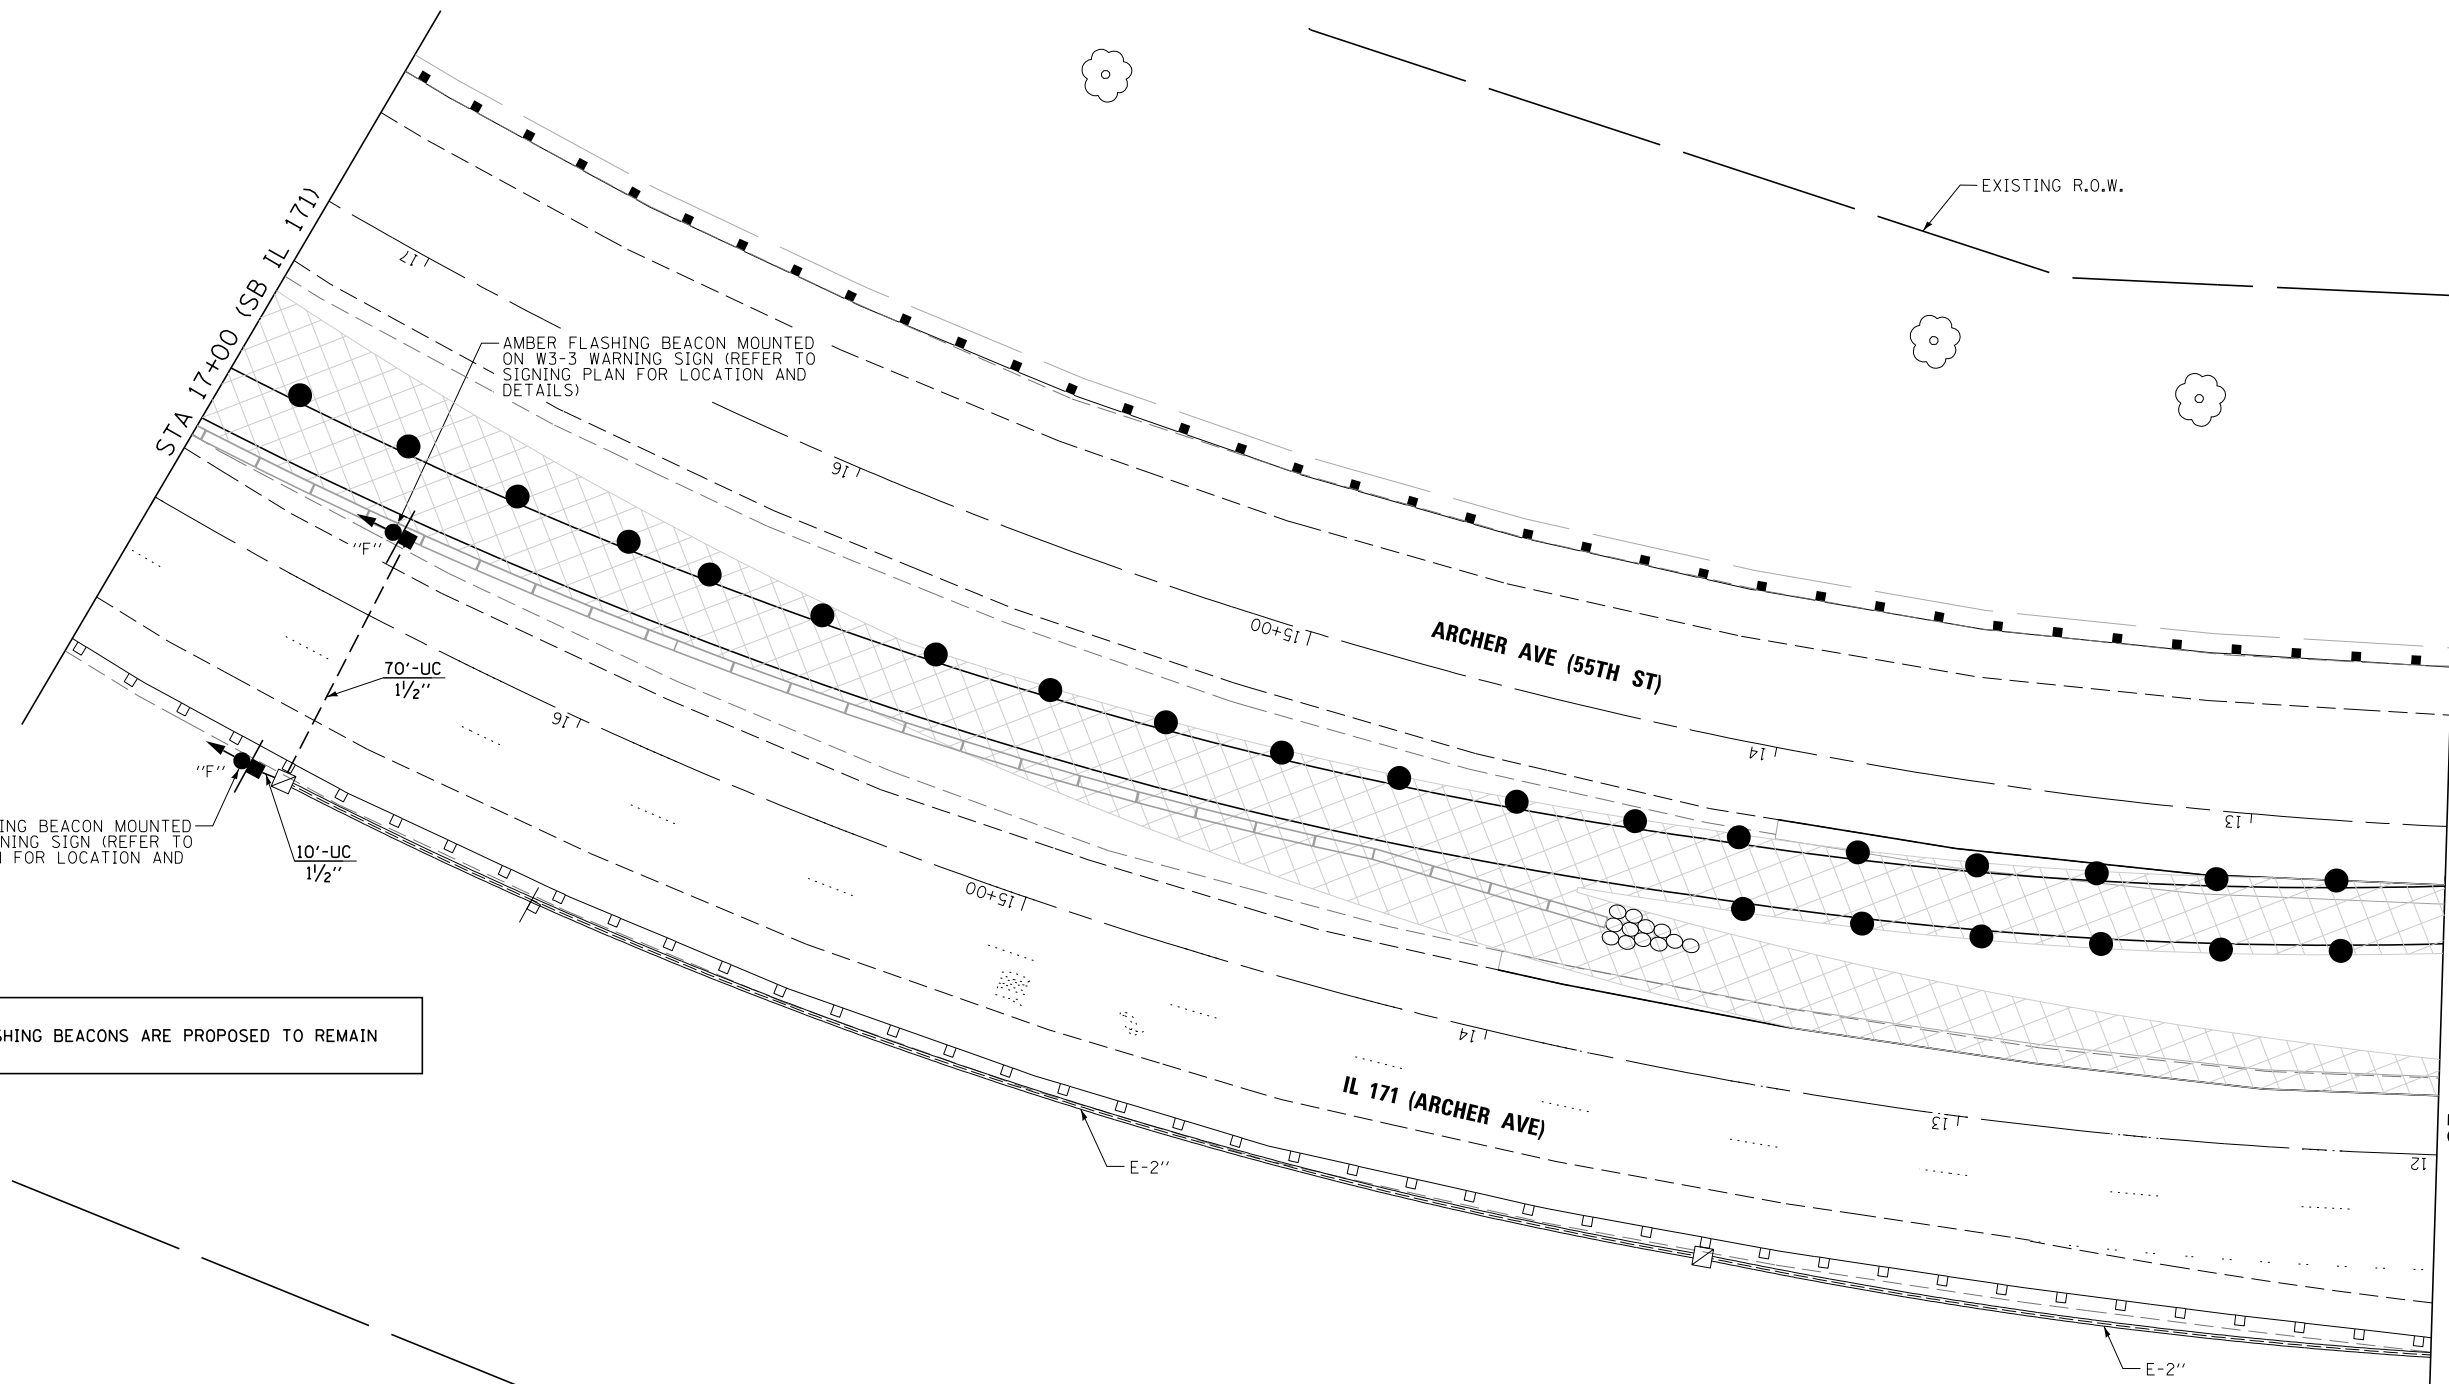 EXISTING R.O.W.
STA 17+00 (SB IL 171)
17
AMBER FLASHING BEACON MOUNTED
ON W3-3 WARNING SIGN (REFER TO
SIGNING PLAN FOR LOCATION AND
DETAILS)
16
"F"
15+00
ARCHER AVE (55TH ST)
70'-UC
1½"
16
14
"F"
13
ING BEACON MOUNTED
NING SIGN (REFER TO
FOR LOCATION AND
10'-UC
1½"
15+00
SHING BEACONS ARE PROPOSED TO REMAIN
14
IL 171 (ARCHER AVE)
13
12
E-2"
E-2"